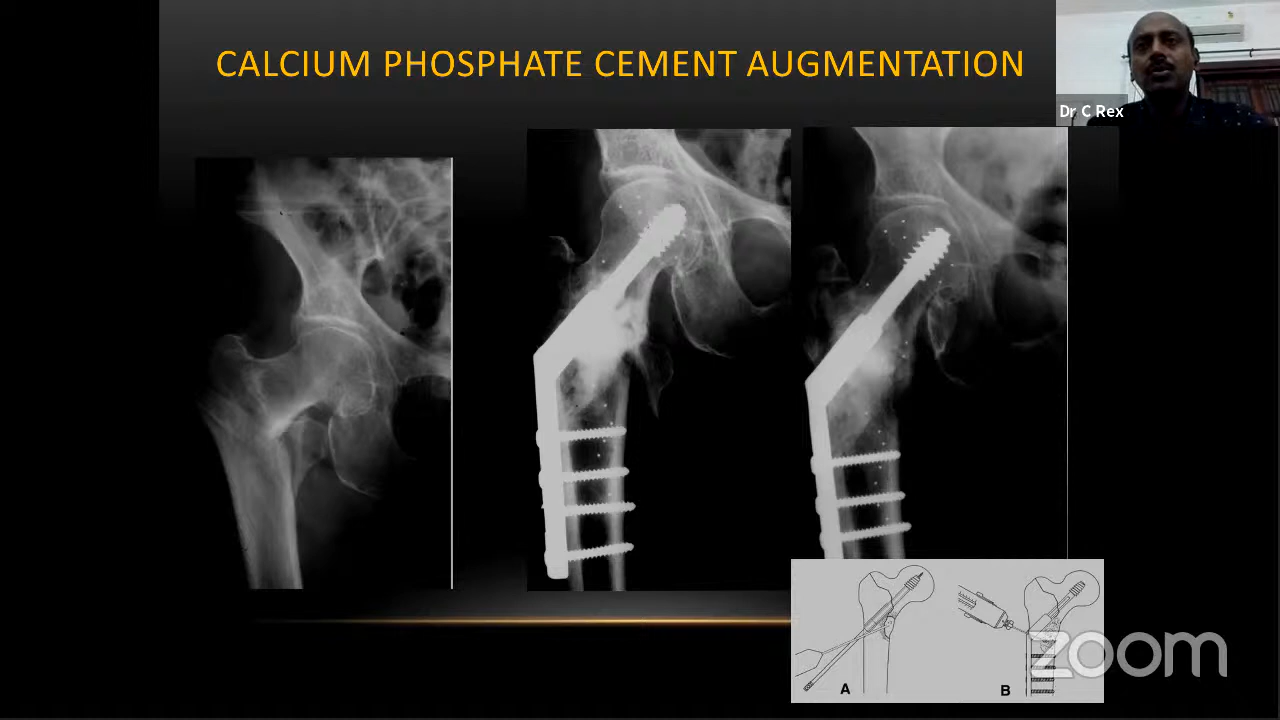 CALCIUM PHOSPHATE CEMENT AUGMENTATION
Dr C Rex
A
B
zoom